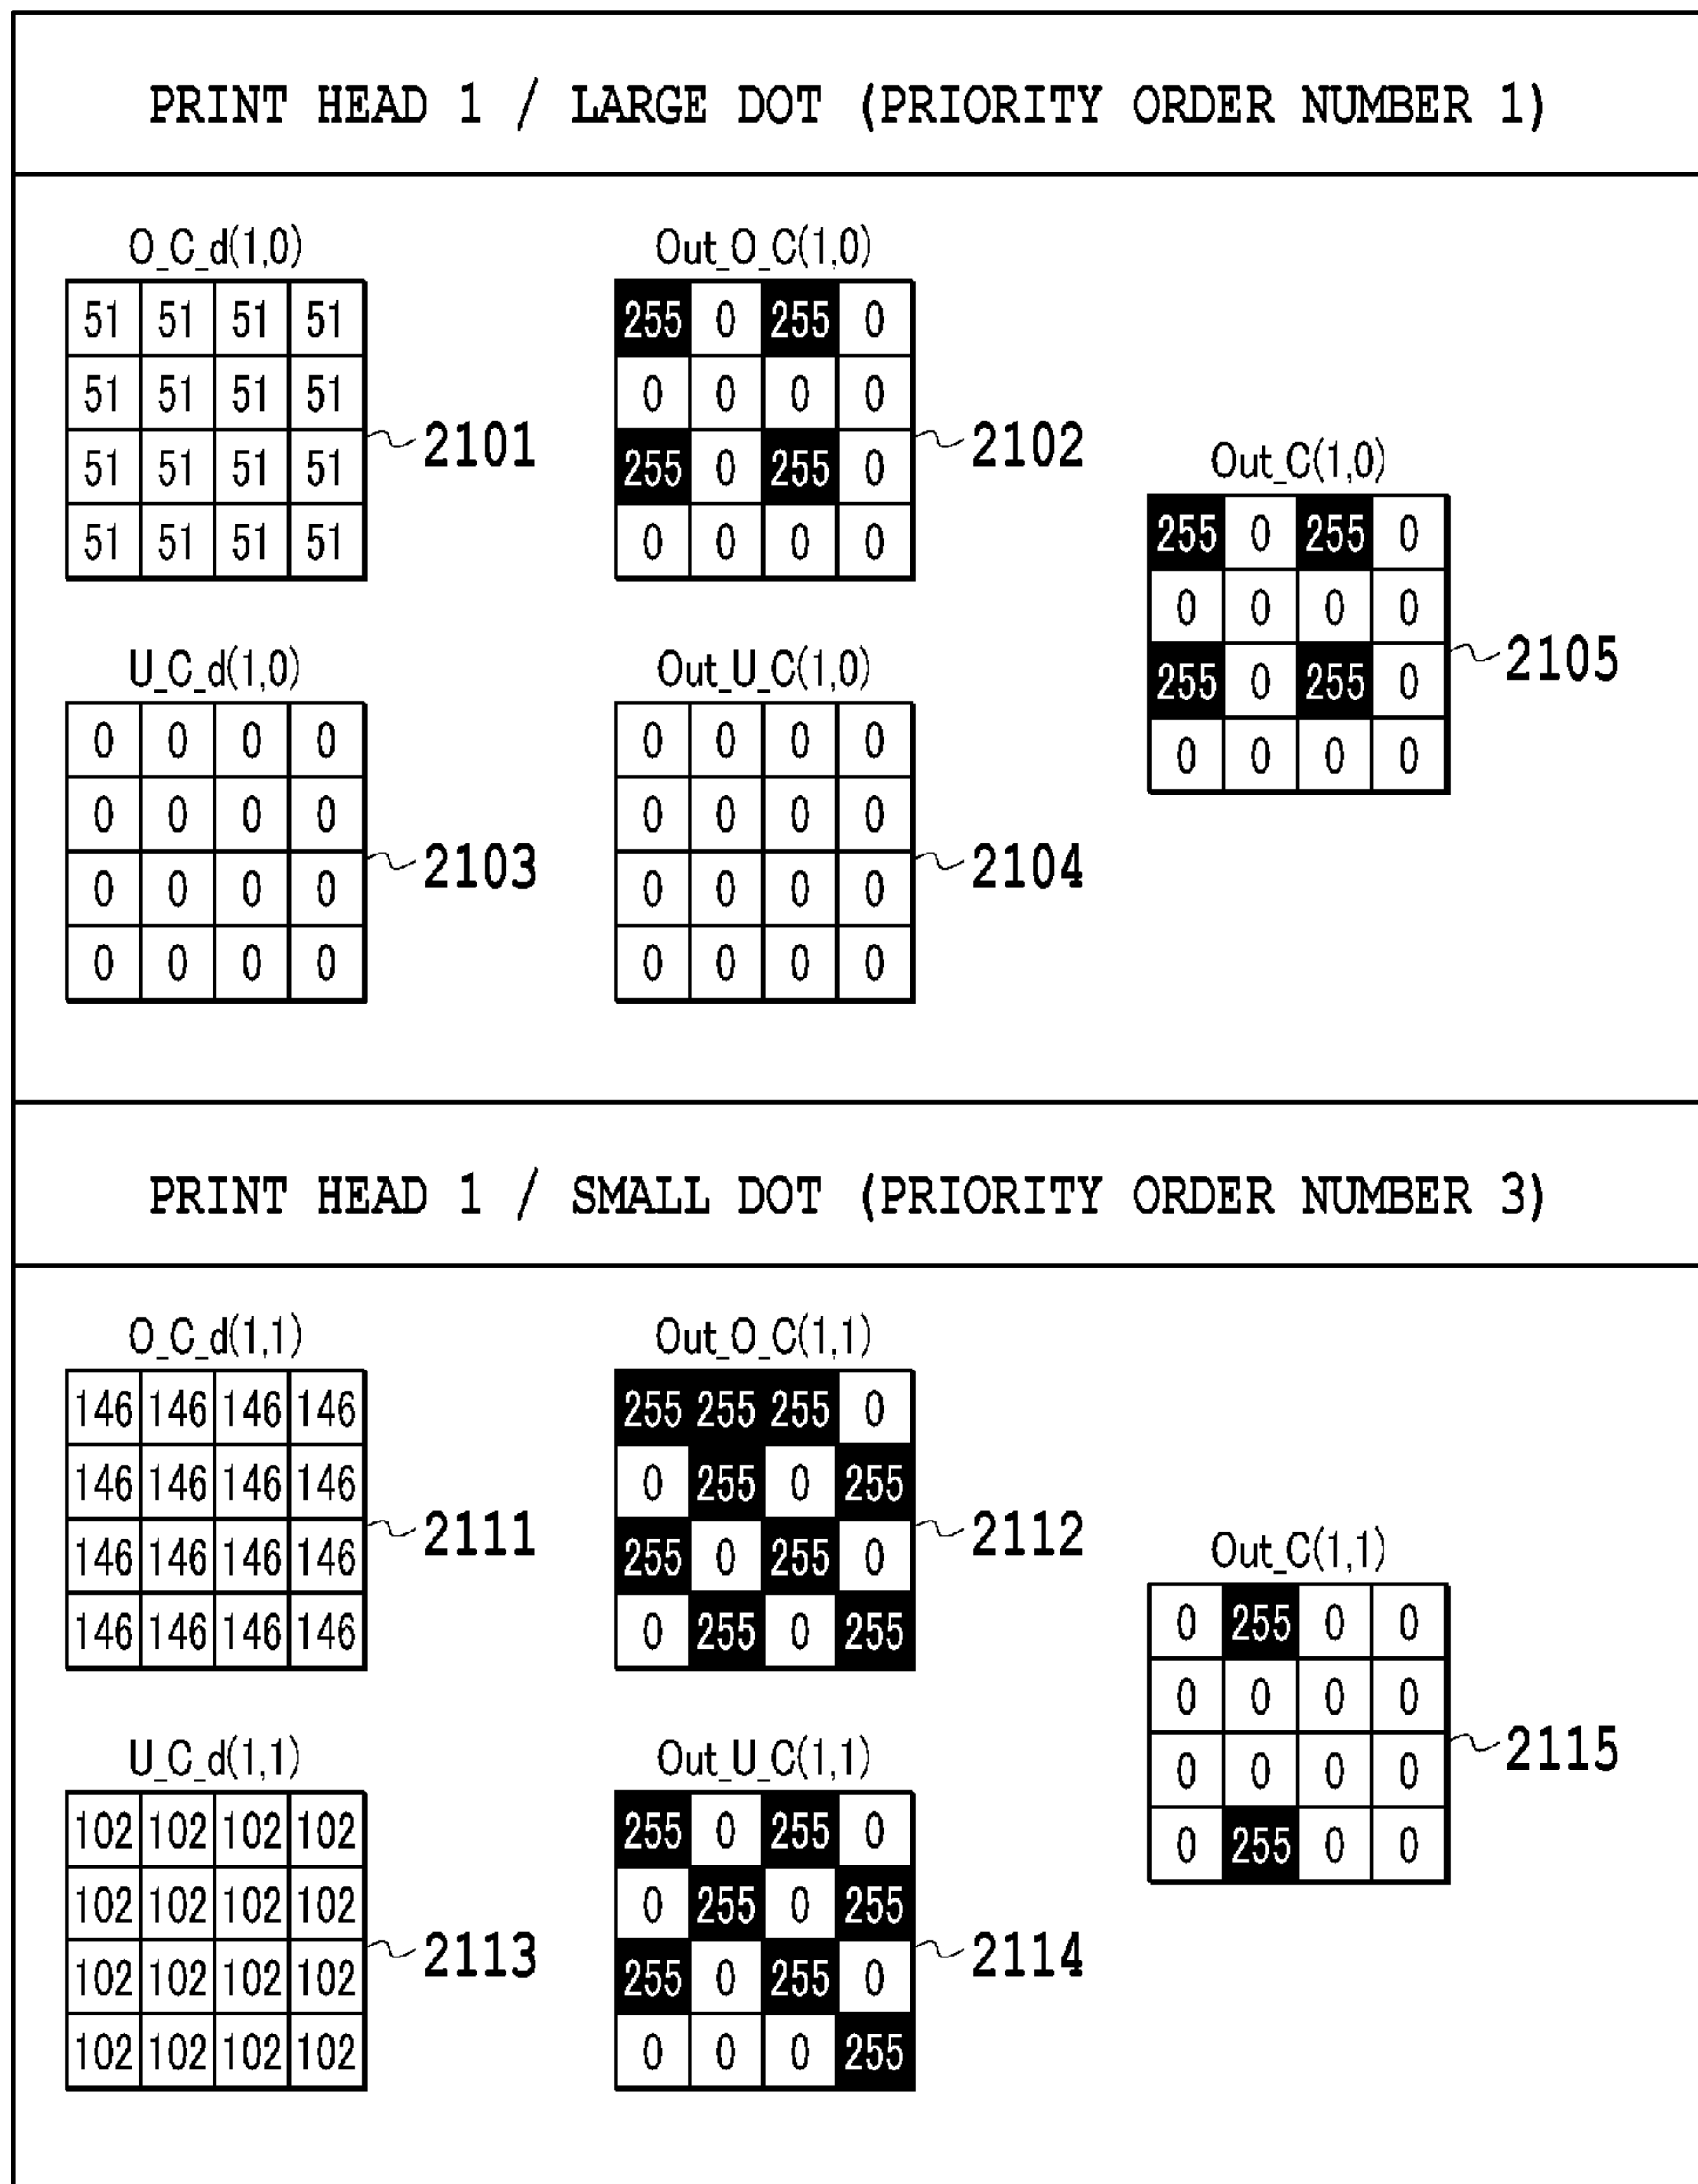 PRINT HEAD 1 / LARGE DOT (PRIORITY ORDER NUMBER 1)
O_C_d(1,0)
51 51 51 51
51 51 51 51
51 51 51 51
51 51 51 51
2101
Out_O_C(1,0)
255 0 255 0
0 0 0 0
255 0 255 0
0 0 0 0
2102
U_C_d(1,0)
0 0 0 0
0 0 0 0
0 0 0 0
0 0 0 0
2103
Out_U_C(1,0)
0 0 0 0
0 0 0 0
0 0 0 0
0 0 0 0
2104
Out_C(1,0)
255 0 255 0
0 0 0 0
255 0 255 0
0 0 0 0
2105
PRINT HEAD 1 / SMALL DOT (PRIORITY ORDER NUMBER 3)
O_C_d(1,1)
146 146 146 146
146 146 146 146
146 146 146 146
146 146 146 146
2111
Out_O_C(1,1)
255 255 255 0
0 255 0 255
255 0 255 0
0 255 0 255
2112
U_C_d(1,1)
102 102 102 102
102 102 102 102
102 102 102 102
102 102 102 102
2113
Out_U_C(1,1)
255 0 255 0
0 255 0 255
255 0 255 0
0 0 0 255
2114
Out_C(1,1)
0 255 0 0
0 0 0 0
0 0 0 0
0 255 0 0
2115